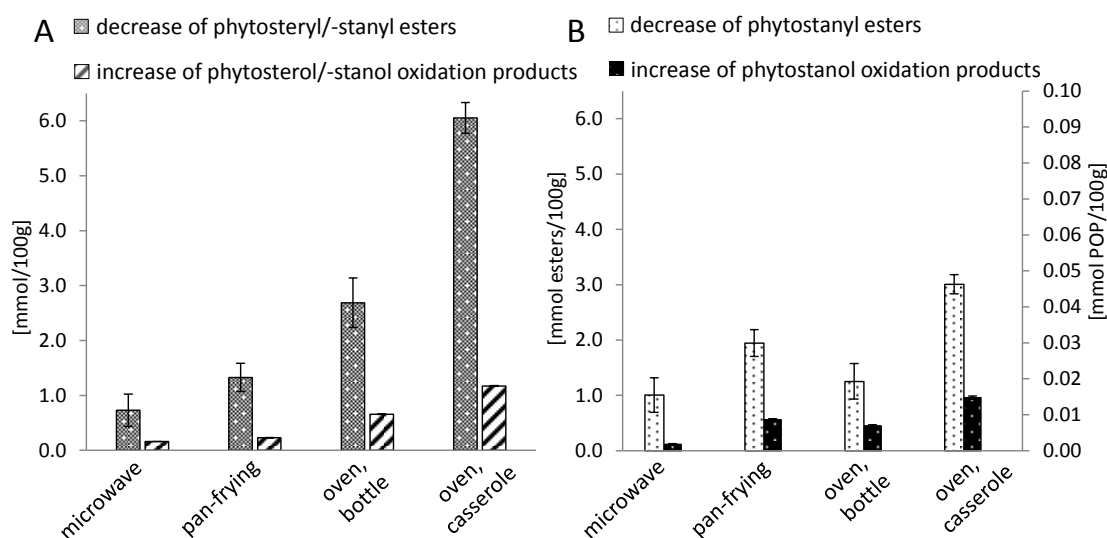 A
decrease of phytosteryl/-stanyl esters
increase of phytosterol/-stanol oxidation products
[mmol/100g]
6.0
5.0
4.0
3.0
2.0
1.0
0.0
microwave
pan-frying
oven,
bottle
oven,
casserole
B
decrease of phytostanyl esters
increase of phytostanol oxidation products
[mmol esters/100g]
6.0
5.0
4.0
3.0
2.0
1.0
0.0
0.10
0.09
0.08
0.07
0.06
0.05
0.04
0.03
0.02
0.01
0.00
[mmol POP/100g]
microwave
pan-frying
oven,
bottle
oven,
casserole